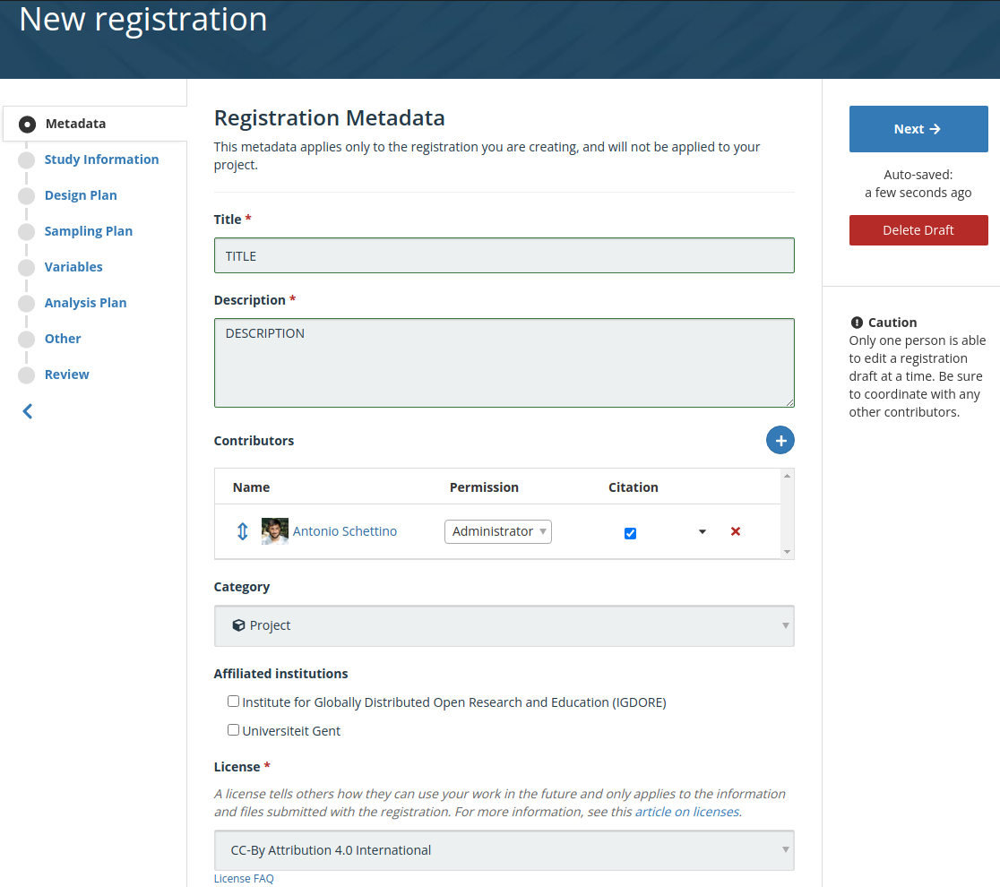 New registration
Metadata
Study Information
Design Plan
Sampling Plan
Variables
Analysis Plan
Other
Review
Registration Metadata
This metadata applies only to the registration you are creating, and will not be applied to your
project.
Title *
TITLE
Description *
DESCRIPTION
Contributors
Name Permission Citation
Antonio Schettino Administrator
Category
Project
Affiliated institutions
Institute for Globally Distributed Open Research and Education (IGDORE)
Universiteit Gent
License *
A license tells others how they can use your work in the future and only applies to the information
and files submitted with the registration. For more information, see this article on licenses.
CC-By Attribution 4.0 International
License FAQ
Next
Auto-saved:
a few seconds ago
Delete Draft
Caution
Only one person is able
to edit a registration
draft at a time. Be sure
to coordinate with any
other contributors.